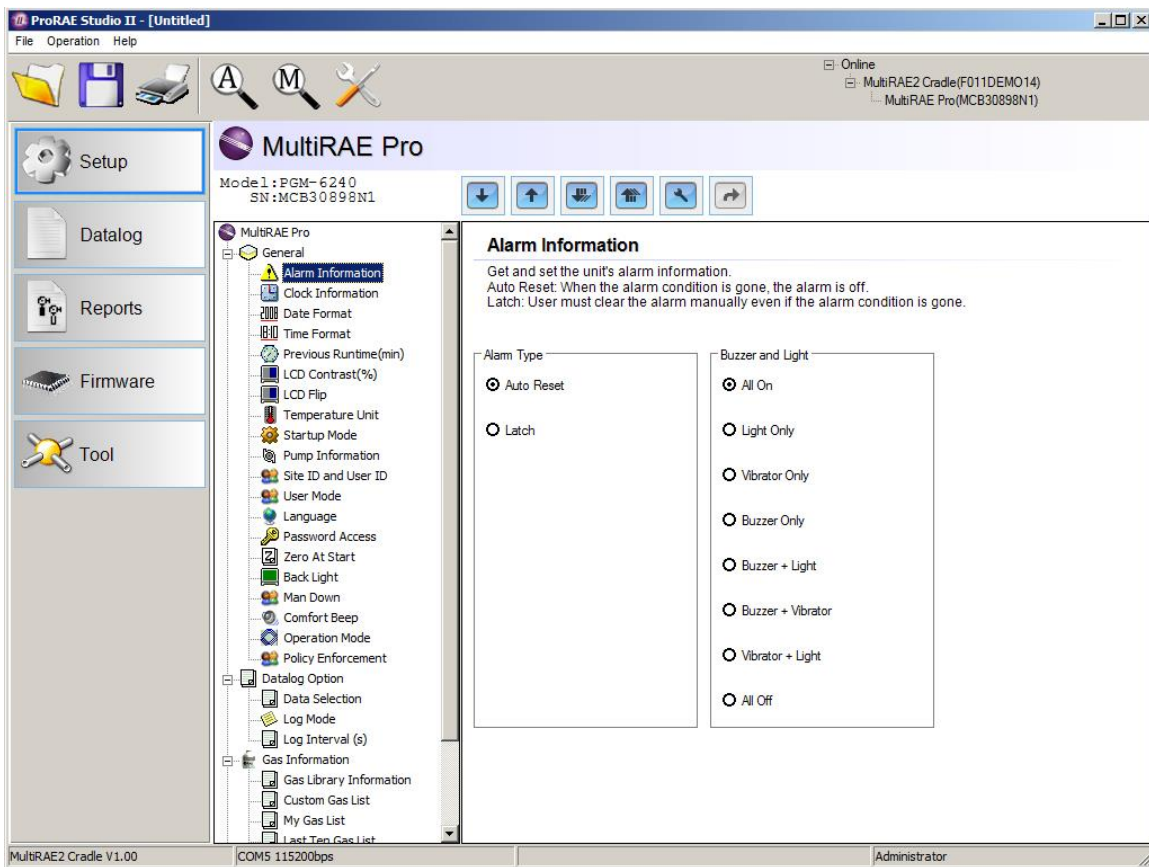 ProRAE Studio II - [Untitled]
File Operation Help
A
M
Online
MultiRAE2 Cradle(F011DEMO14)
MultiRAE Pro(MCB30898N1)
Setup
Datalog
Reports
Firmware
Tool
MultiRAE Pro
Model:PGM-6240
SN:MCB30898N1
MultiRAE Pro
General
Alarm Information
Clock Information
Date Format
Time Format
Previous Runtime(min)
LCD Contrast(%)
LCD Flip
Temperature Unit
Startup Mode
Pump Information
Site ID and User ID
User Mode
Language
Password Access
Zero At Start
Back Light
Man Down
Comfort Beep
Operation Mode
Policy Enforcement
Datalog Option
Data Selection
Log Mode
Log Interval (s)
Gas Information
Gas Library Information
Custom Gas List
My Gas List
Last Ten Gas List
Alarm Information
Get and set the unit's alarm information.
Auto Reset: When the alarm condition is gone, the alarm is off.
Latch: User must clear the alarm manually even if the alarm condition is gone.
Alarm Type
Auto Reset
Latch
Buzzer and Light
All On
Light Only
Vibrator Only
Buzzer Only
Buzzer + Light
Buzzer + Vibrator
Vibrator + Light
All Off
MultiRAE2 Cradle V1.00
COM5 115200bps
Administrator